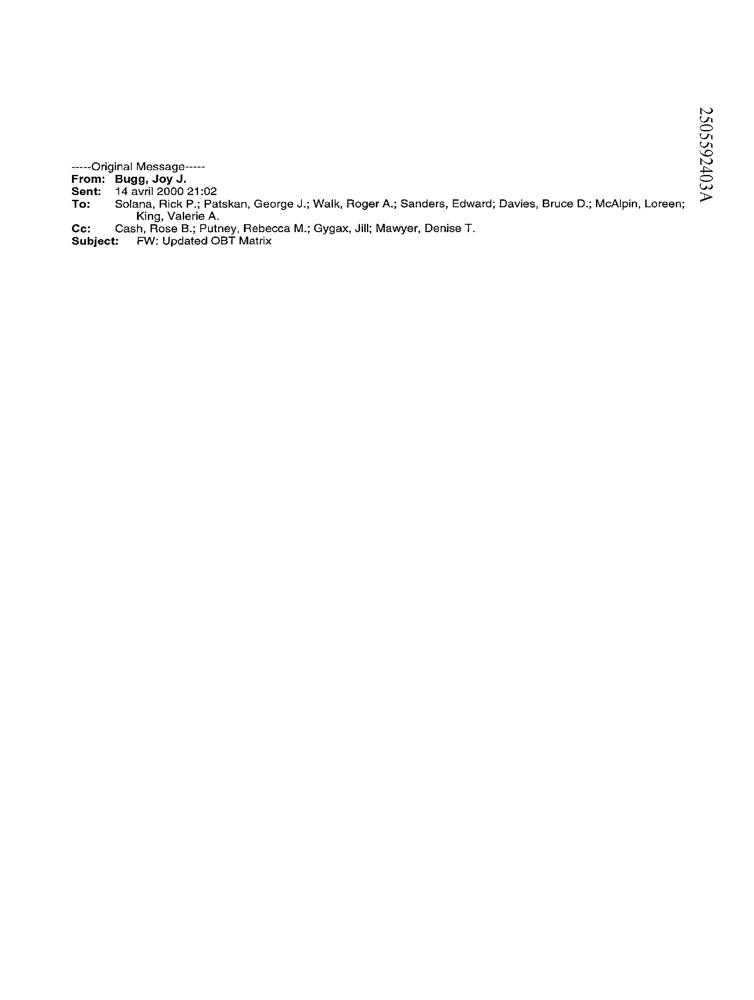 -----Original Message-----
From: Bugg, Joy J.
Sent: 14 avril 2000 21:02
To: Solana, Rick P.; Patskan, George J.; Walk, Roger A.; Sanders, Edward; Davies, Bruce D.; McAlpin, Loreen;
King, Valerie A.
Cc: Cash, Rose B.; Putney, Rebecca M.; Gygax, Jill; Mawyer, Denise T.
Subject: FW: Updated OBT Matrix
2505592403A